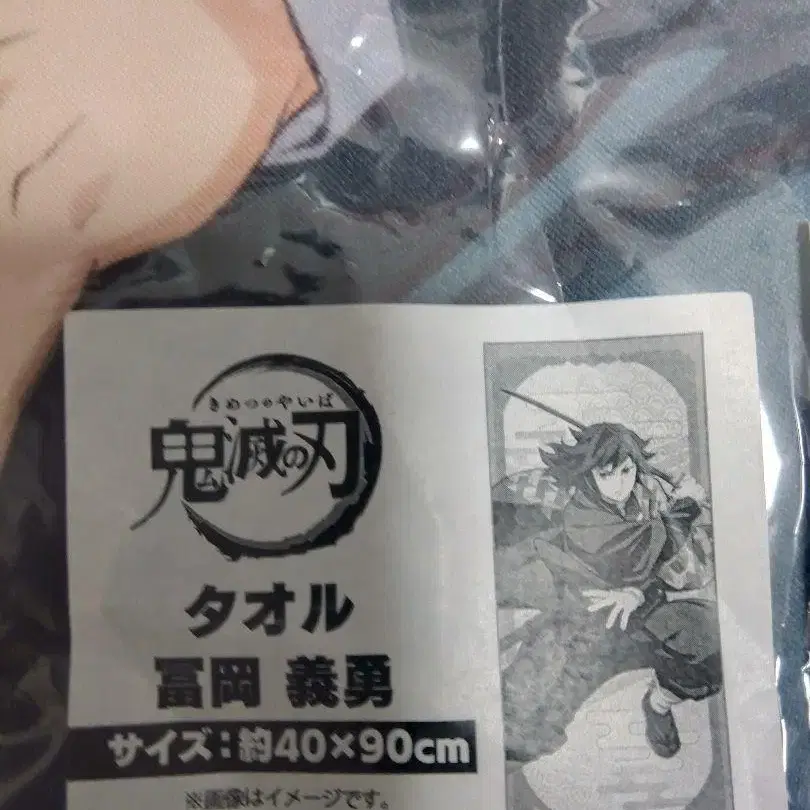 きめつのやいば
鬼滅の刃
タオル
冨岡 義勇
サイズ:約40×90cm
※画像はイメージです。